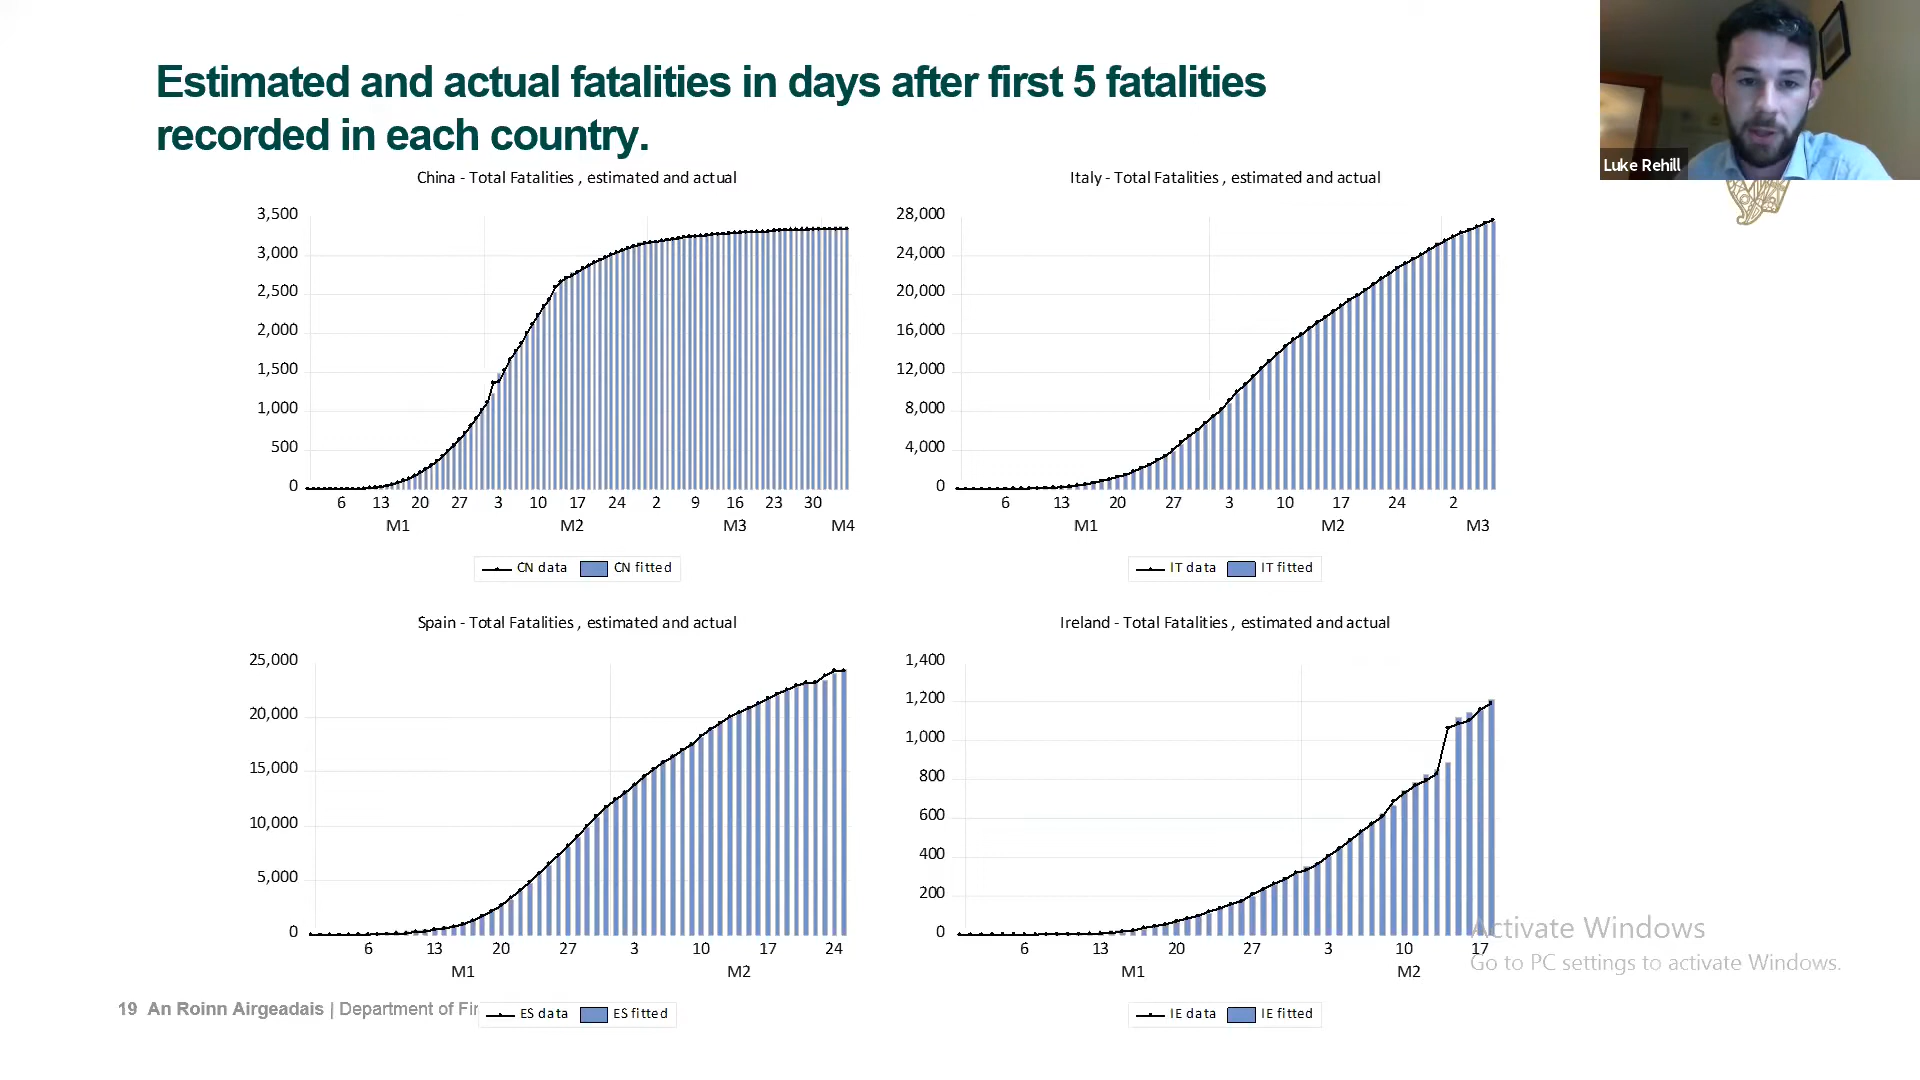 Estimated and actual fatalities in days after first 5 fatalities
recorded in each country.
Luke Rehill
China - Total Fatalities , estimated and actual
3,500
3,000
2,500
2,000
1,500
1,000
500
0
6 13 20 27 3 10 17 24 2 9 16 23 30
M1 M2 M3 M4
CN data CN fitted
Italy - Total Fatalities , estimated and actual
28,000
24,000
20,000
16,000
12,000
8,000
4,000
0
6 13 20 27 3 10 17 24 2
M1 M2 M3
IT data IT fitted
Spain - Total Fatalities , estimated and actual
25,000
20,000
15,000
10,000
5,000
0
6 13 20 27 3 10 17 24
M1 M2
ES data ES fitted
Ireland - Total Fatalities , estimated and actual
1,400
1,200
1,000
800
600
400
200
0
6 13 20 27 3 10 17
M1 M2
IE data IE fitted
Activate Windows
Go to PC settings to activate Windows.
19 An Roinn Airgeadais | Department of Fin